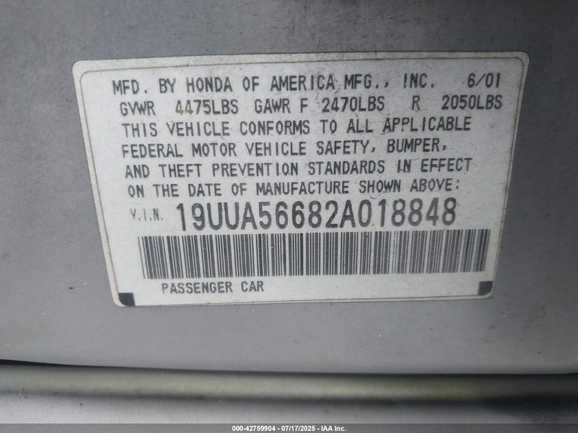 MFD. BY HONDA OF AMERICA MFG., INC. 6/01
GVWR 4475LBS GAWR F 2470LBS R 2050LBS
THIS VEHICLE CONFORMS TO ALL APPLICABLE
FEDERAL MOTOR VEHICLE SAFETY, BUMPER,
AND THEFT PREVENTION STANDARDS IN EFFECT
ON THE DATE OF MANUFACTURE SHOWN ABOVE:
V.I.N. 19UUA56682A018848
PASSENGER CAR
000-42759904 - 07/17/2025 - IAA Inc.